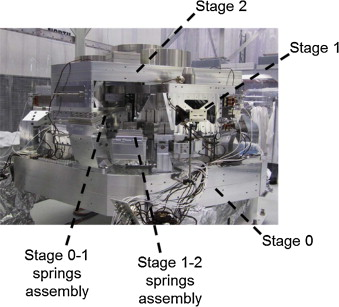 Stage 2
Stage 1
Stage 0
Stage 0-1
springs
assembly
Stage 1-2
springs
assembly